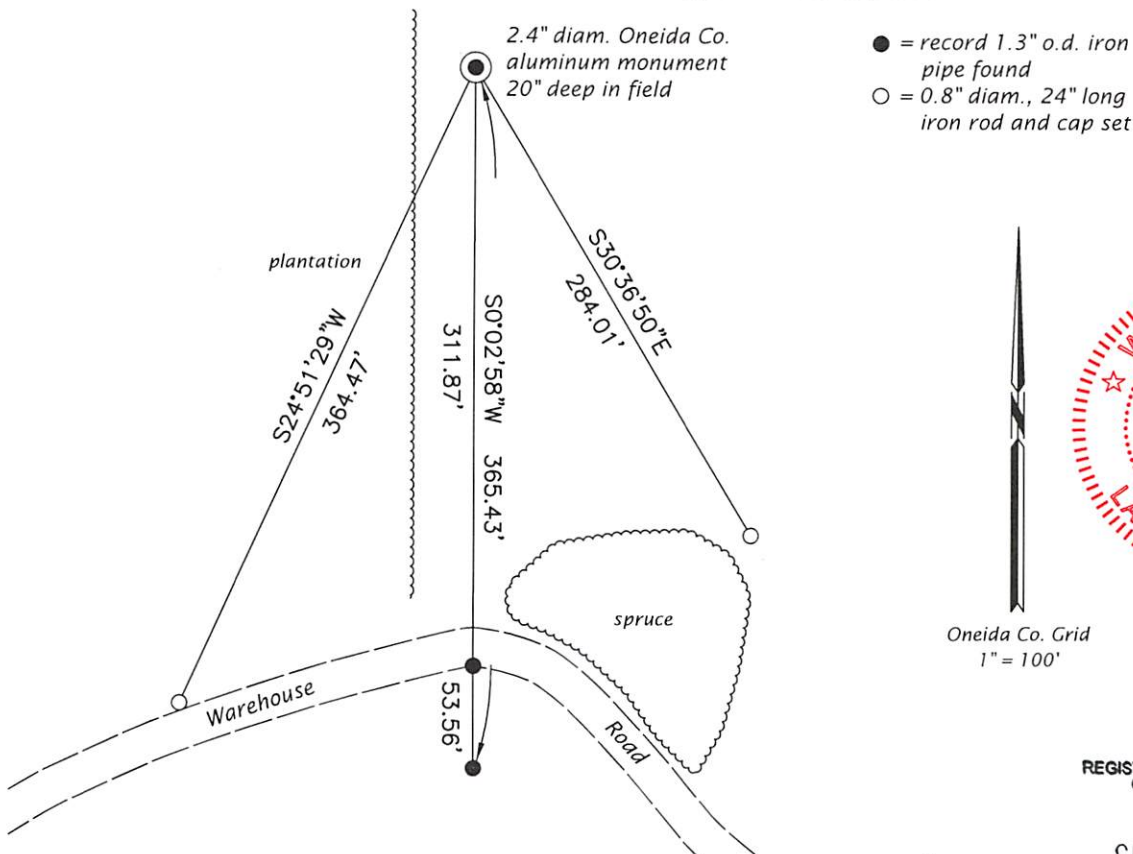 2.4" diam. Oneida Co.
aluminum monument
20" deep in field
● = record 1.3" o.d. iron
pipe found
○ = 0.8" diam., 24" long
iron rod and cap set
plantation
S24°51'29"W
364.47'
S0°02'58"W 365.43'
311.87'
S30°36'50"E
284.01'
spruce
N
Oneida Co. Grid
1" = 100'
Warehouse
Road
53.56'